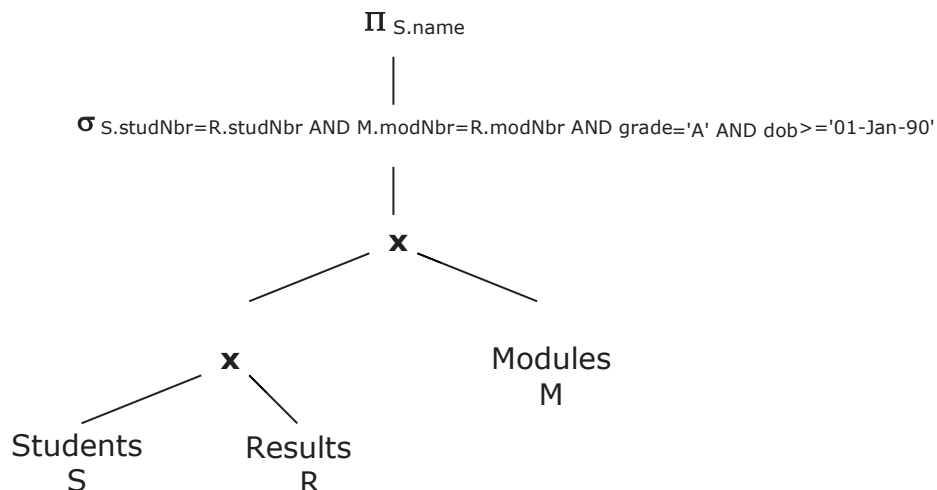 Π S.name
σ S.studNbr=R.studNbr AND M.modNbr=R.modNbr AND grade='A' AND dob>='01-Jan-90'
x
x
Modules
M
Students
S
Results
R